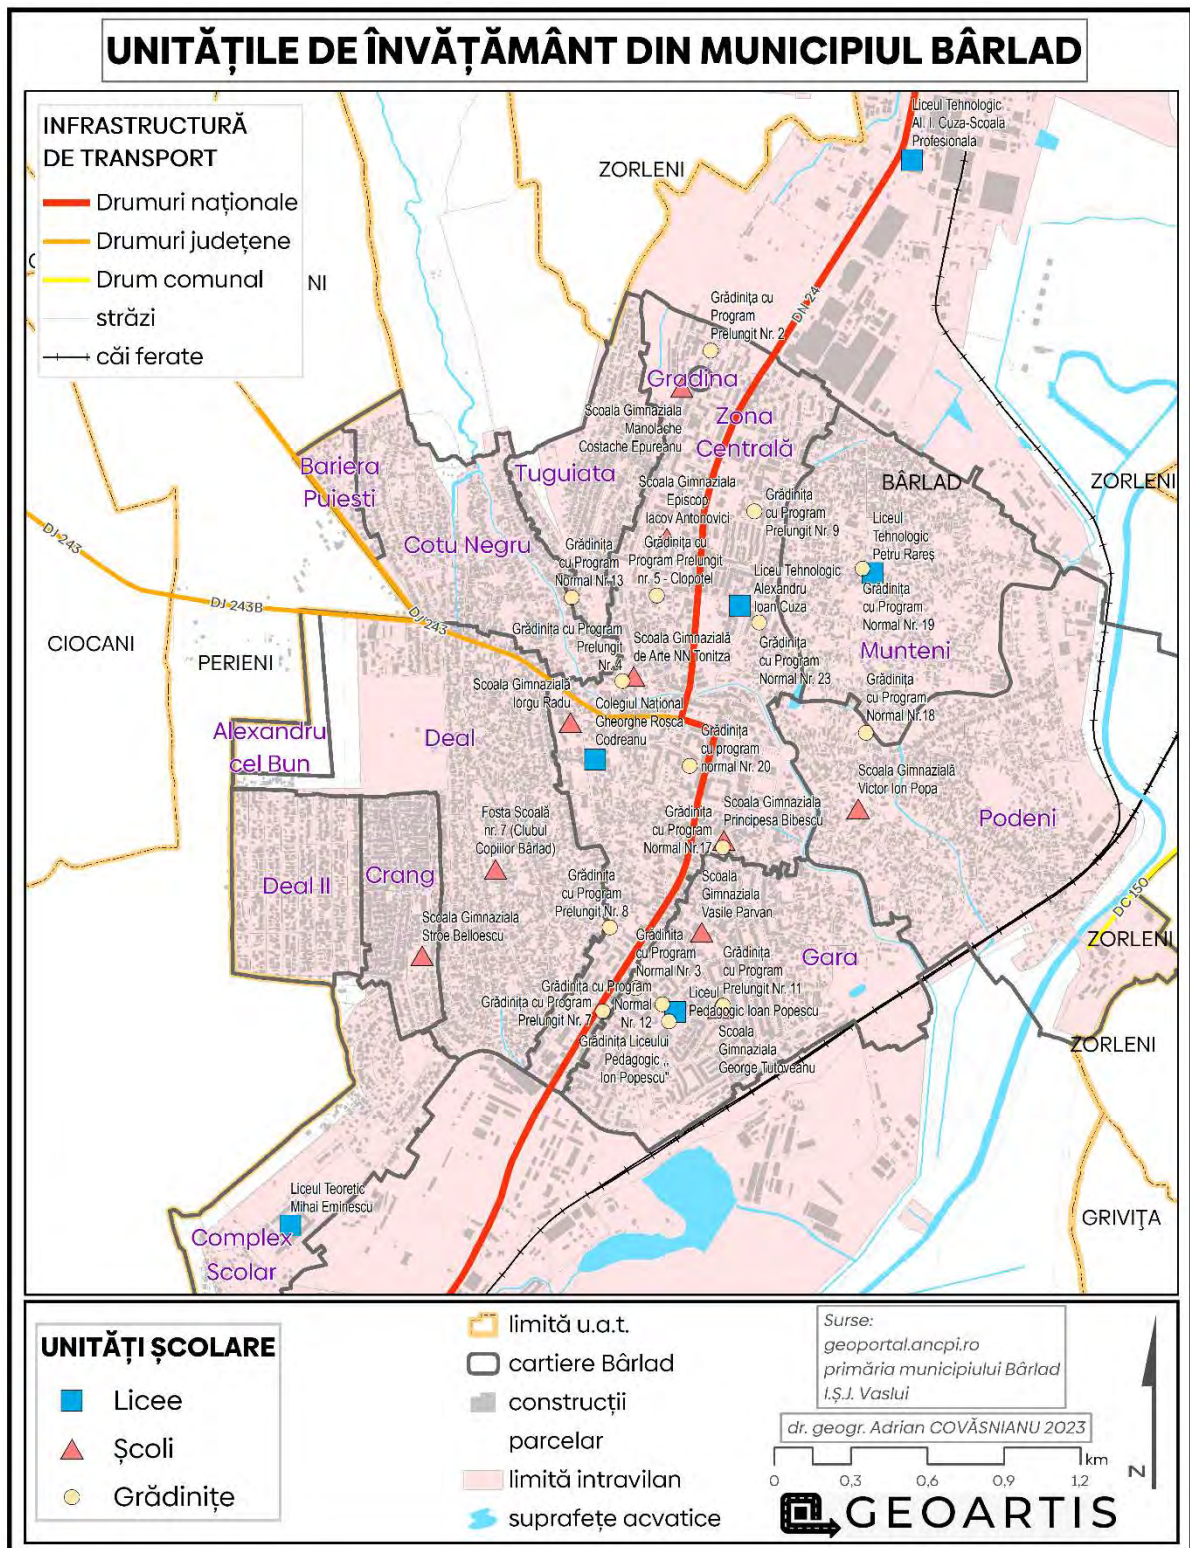 UNITĂȚILE DE ÎNVĂȚĂMÂNT DIN MUNICIPIUL BÂRLAD
INFRASTRUCTURĂ
DE TRANSPORT
Drumuri naționale
Drumuri județene
Drum comunal
străzi
căi ferate
NI
Liceul Tehnologic
Al. I. Cuza-Scoala
Profesionala
ZORLENI
DN 24
Grădinița cu
Program
Prelungit Nr. 2
Gradina
Scoala Gimnaziala
Manolache
Costache Epureanu
Zona
Centrală
Bariera
Puiesti
Tuguiata
Cotu Negru
Scoala Gimnaziala
Episcop
Iacov Antonovici
Grădinița
cu Program
Prelungit Nr. 9
BÂRLAD
ZORLENI
Liceul
Tehnologic
Petru Rareș
DJ 243
DJ 243B
DJ 243
Grădinița
cu Program
Normal Nr 13
Grădinița cu
Program Prelungit
nr. 5 - Clopotel
Liceu Tehnologic
Alexandru
Ioan Cuza
Grădinița
cu Program
Normal Nr. 19
Munteni
CIOCANI
PERIENI
Grădinița cu Program
Prelungit
Nr. 4
Scoala Gimnazială
de Arte NN Tonitza
Grădinița
cu Program
Normal Nr. 23
Grădinița
cu Program
Normal Nr.18
Scoala Gimnazială
Iorgu Radu
Colegiul National
Gheorghe Roșca
Codreanu
Alexandru
cel Bun
Deal
Grădinița
cu program
normal Nr. 20
Scoala Gimnazială
Victor Ion Popa
Podeni
Fosta Scoală
nr. 7 (Clubul
Copiilor Bârlad)
Grădinița
cu Program
Normal Nr.17
Scoala Gimnaziala
Principesa Bibescu
Deal II
Crang
Grădinița
cu Program
Prelungit Nr. 8
Scoala
Gimnaziala
Vasile Parvan
DC 150
ZORLENI
Scoala Gimnaziala
Stroe Belloescu
Grădinița
cu Program
Normal Nr. 3
Grădinița
cu Program
Prelungit Nr. 11
Gara
Grădinița cu Program
Normal
Nr. 12
Grădinița cu Program
Prelungit Nr. 7
Liceul
Pedagogic Ioan Popescu
Grădinița Liceului
Pedagogic „
Ion Popescu"
Scoala
Gimnaziala
George Tutoveanu
ZORLENI
Liceul Teoretic
Mihai Eminescu
Complex
Scolar
GRIVIȚA
UNITĂȚI ȘCOLARE
Licee
Școli
Grădinițe
limită u.a.t.
cartiere Bârlad
construcții
parcelar
limită intravilan
suprafețe acvatice
Surse:
geoportal.ancpi.ro
primăria municipiului Bârlad
I.Ș.J. Vaslui
dr. geogr. Adrian COVĂSNIANU 2023
km
0 0,3 0,6 0,9 1,2
N
GEOARTIS